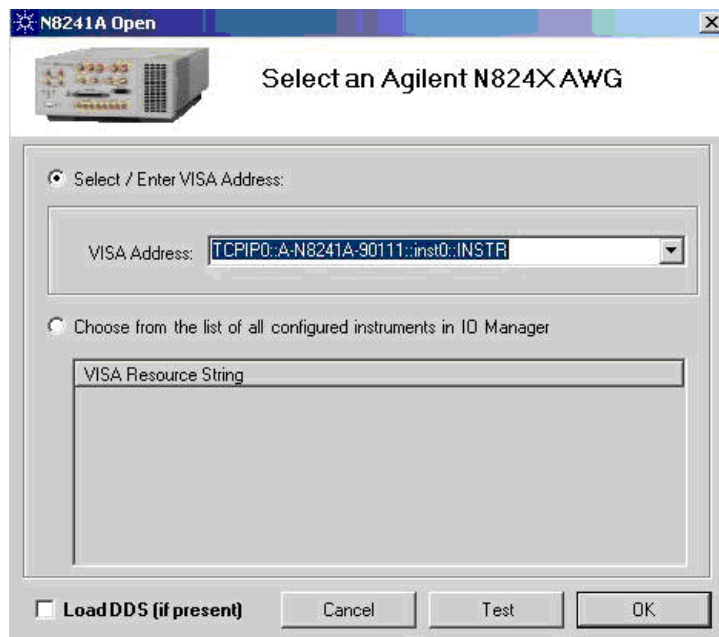 N8241A Open
Select an Agilent N824X AWG
Select / Enter VISA Address:
VISA Address: TCPIP0::A-N8241A-90111::inst0::INSTR
Choose from the list of all configured instruments in IO Manager
VISA Resource String
Load DDS (if present) Cancel Test OK